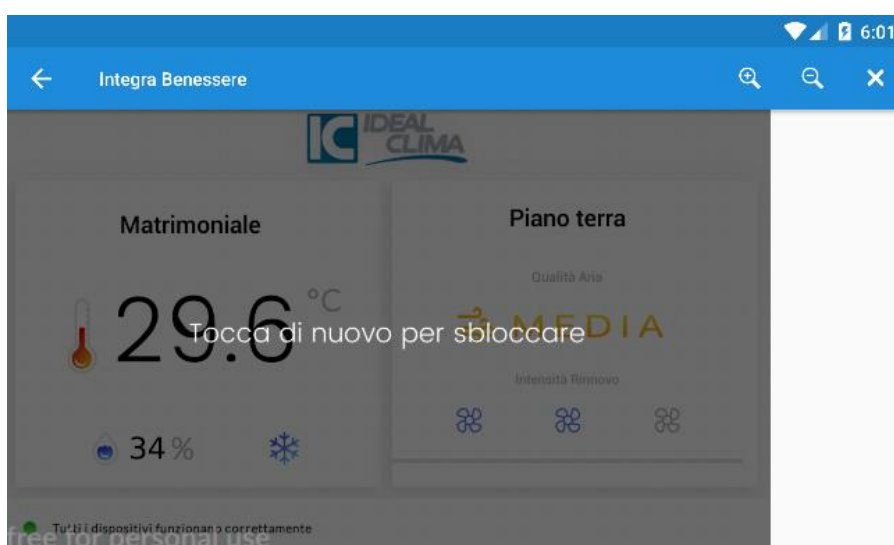 6:01
Integra Benessere
IC IDEAL
CLIMA
Matrimoniale
29.6 °C
34 %
Piano terra
Qualità Aria
MEDIA
Intensità Rinnovo
Tocca di nuovo per sbloccare
Tutti i dispositivi funzionano correttamente
free for personal use